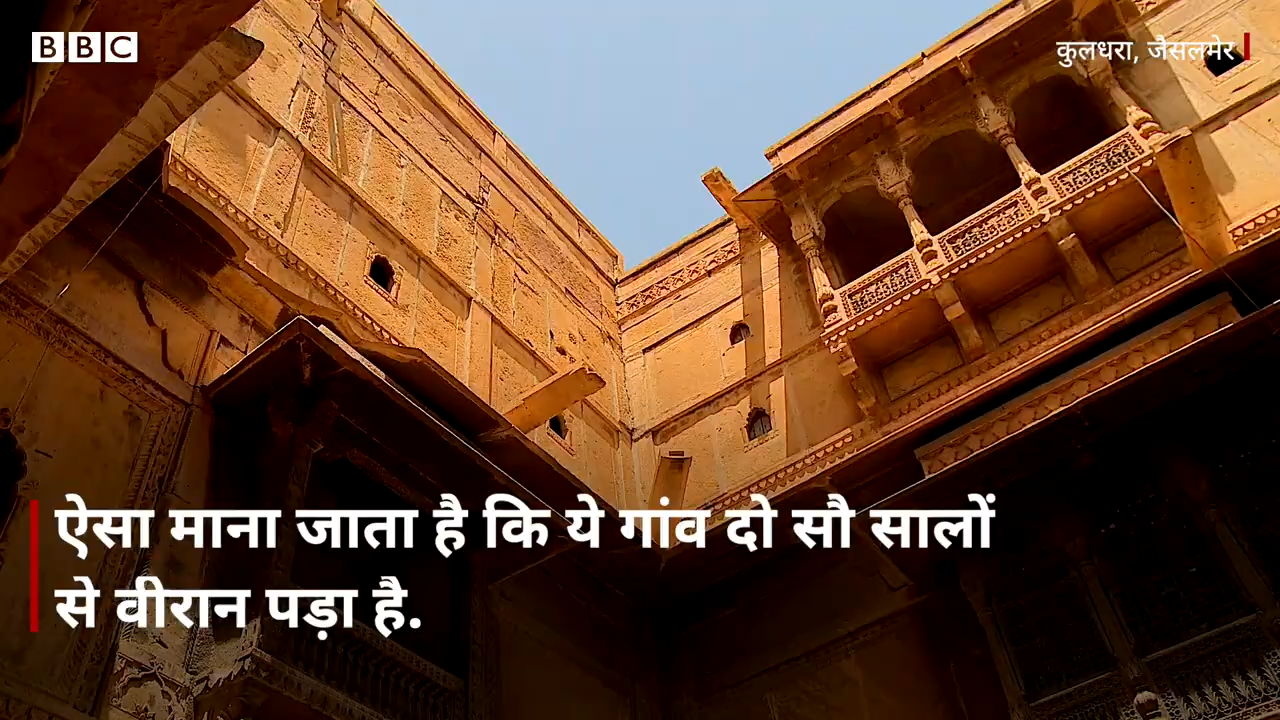 BBC
कुलधरा, जैसलमेर
ऐसा माना जाता है कि ये गांव दो सौ सालों
से वीरान पड़ा है.